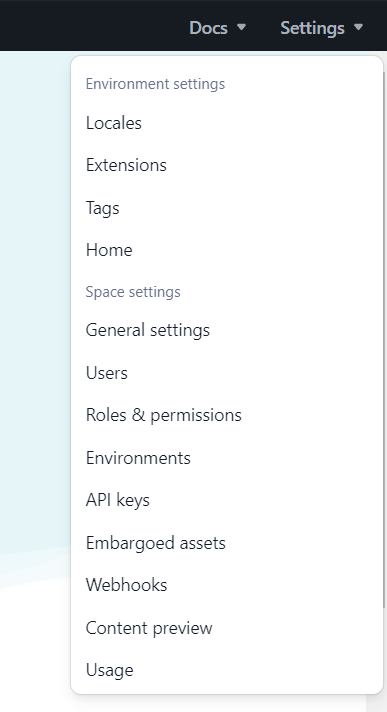 Docs Settings
Environment settings
Locales
Extensions
Tags
Home
Space settings
General settings
Users
Roles & permissions
Environments
API keys
Embargoed assets
Webhooks
Content preview
Usage